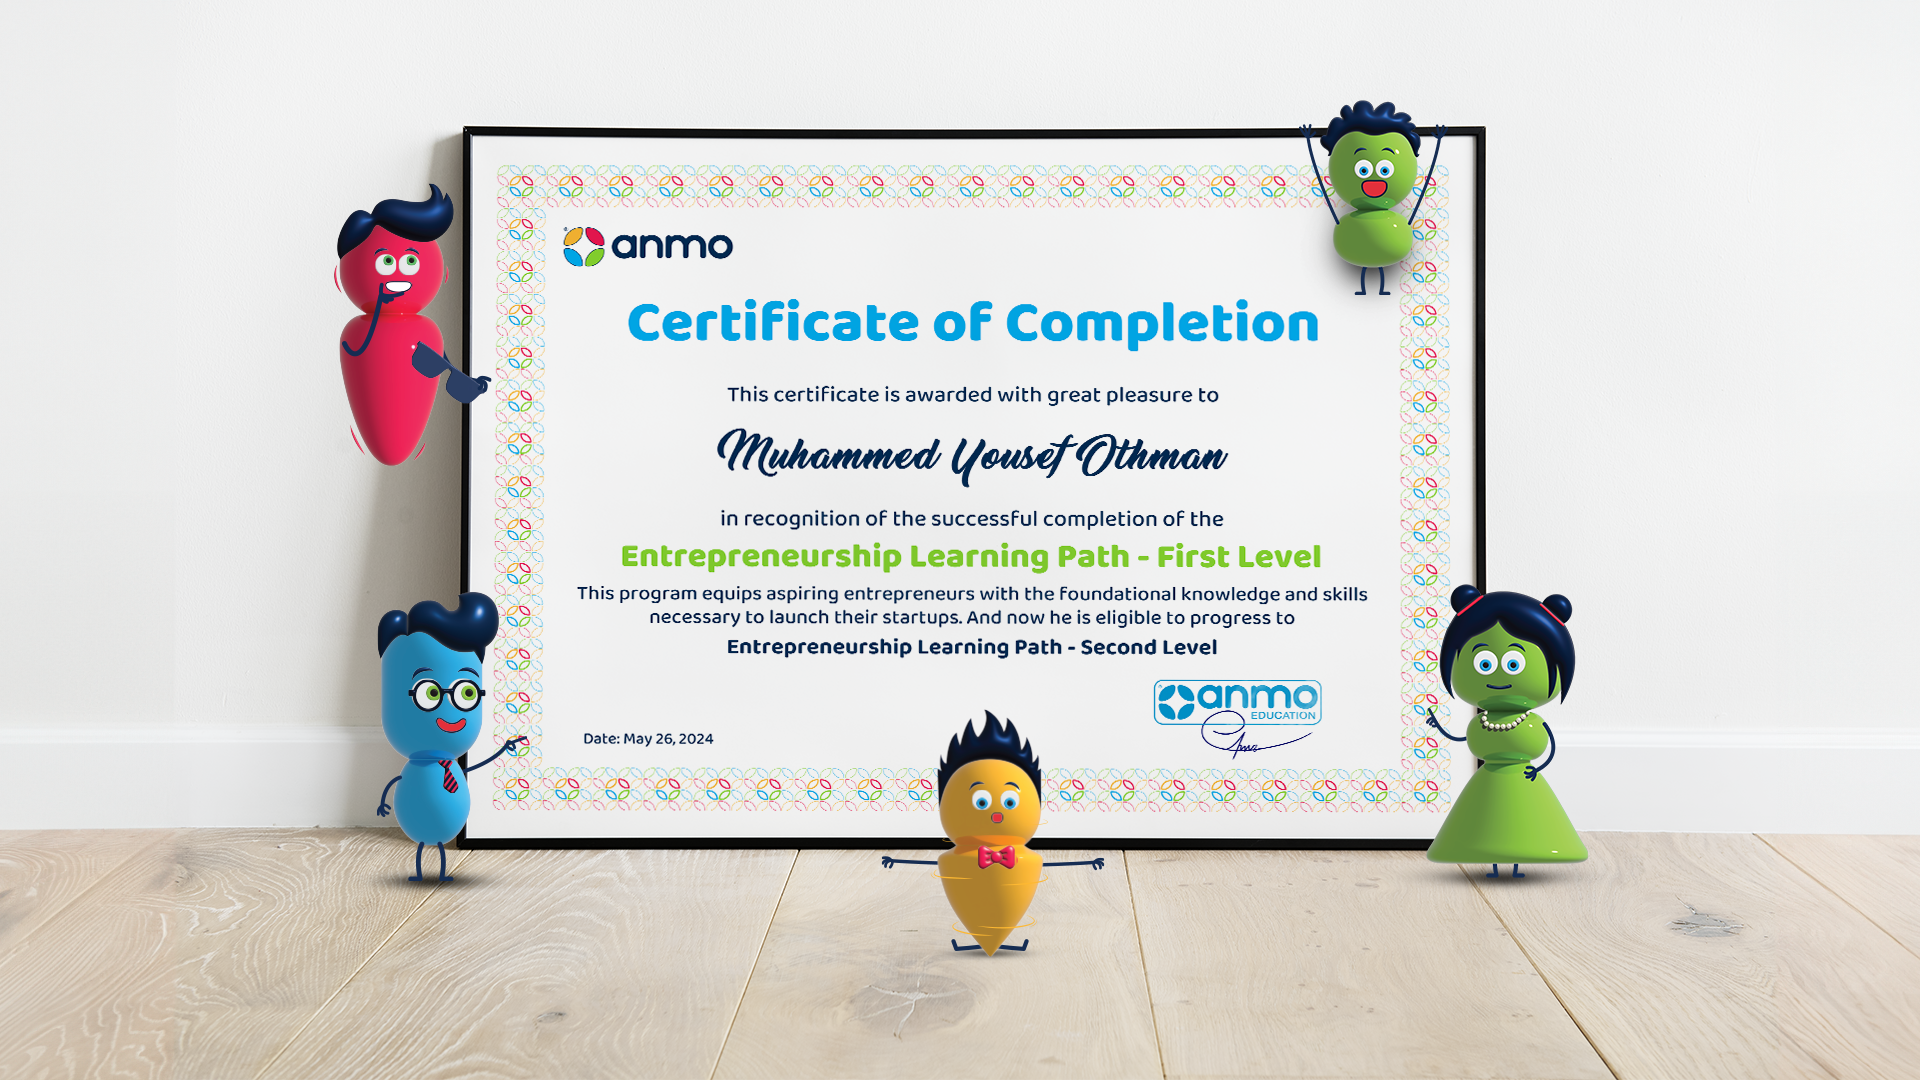 anmo
Certificate of Completion
This certificate is awarded with great pleasure to
Muhammed Yousef Othman
in recognition of the successful completion of the
Entrepreneurship Learning Path - First Level
This program equips aspiring entrepreneurs with the foundational knowledge and skills
necessary to launch their startups. And now he is eligible to progress to
Entrepreneurship Learning Path - Second Level
anmo
EDUCATION
Date: May 26, 2024